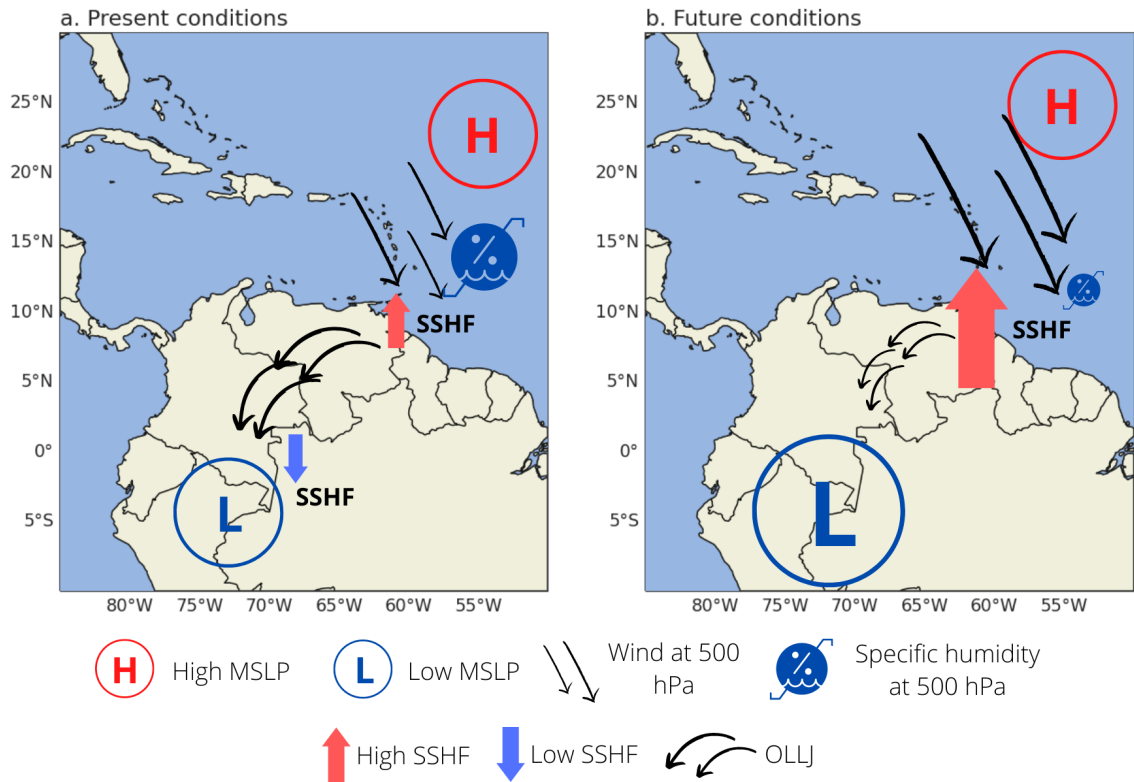 a. Present conditions
b. Future conditions
25°N
20°N
15°N
10°N
5°N
0°
5°S
H
%
SSHF
SSHF
L
80°W 75°W 70°W 65°W 60°W 55°W
H
%
SSHF
L
80°W 75°W 70°W 65°W 60°W 55°W
H High MSLP
L Low MSLP
Wind at 500
hPa
%
Specific humidity
at 500 hPa
High SSHF
Low SSHF
OLLJ